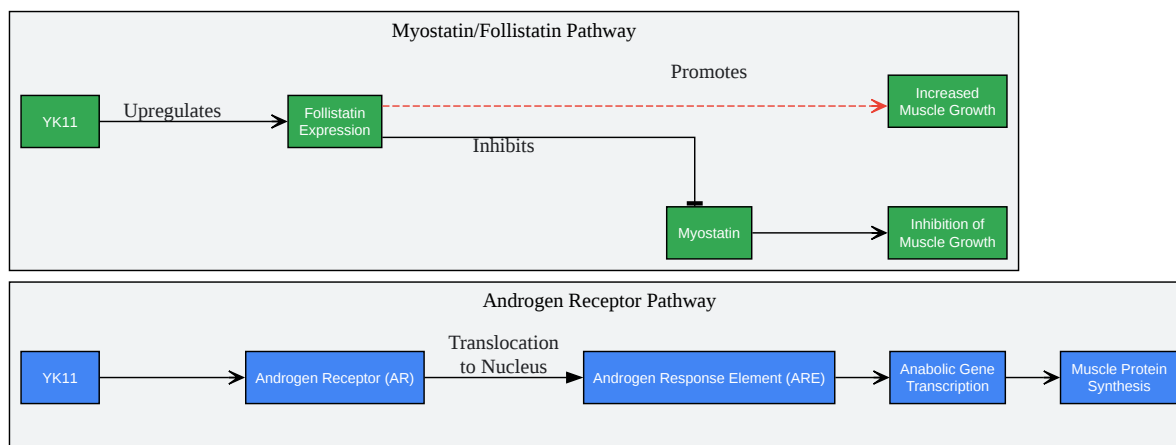 Myostatin/Follistatin Pathway
YK11
Upregulates
Follistatin
Expression
Promotes
Increased
Muscle Growth
Inhibits
Myostatin
Inhibition of
Muscle Growth
Androgen Receptor Pathway
YK11
Androgen Receptor (AR)
Translocation
to Nucleus
Androgen Response Element (ARE)
Anabolic Gene
Transcription
Muscle Protein
Synthesis